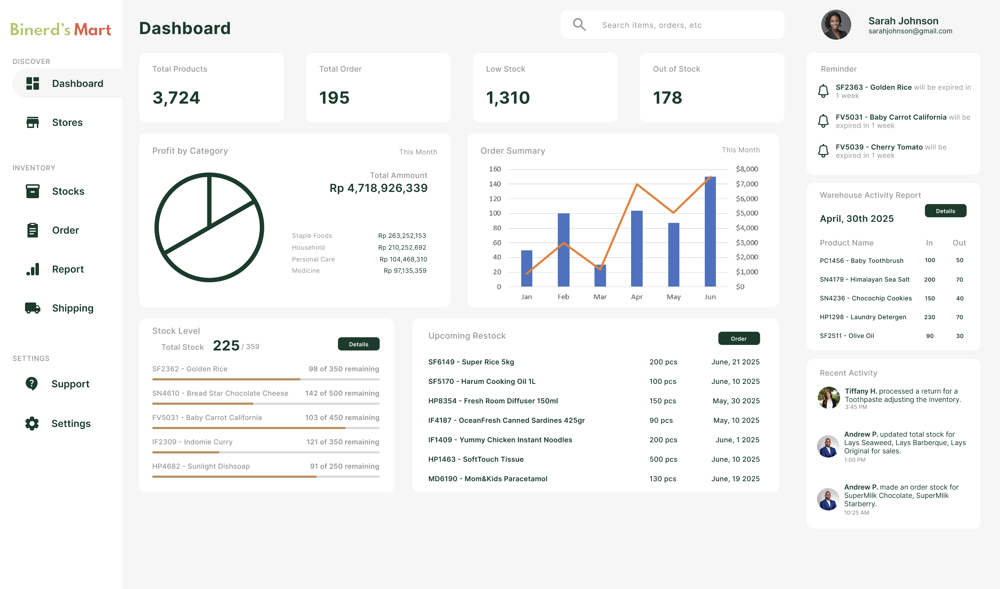 Binerd's Mart
DISCOVER
Dashboard
Stores
INVENTORY
Stocks
Order
Report
Shipping
SETTINGS
Support
Settings
Dashboard
Search items, orders, etc
Sarah Johnson
sarahjohnson@gmail.com
Total Products
3,724
Total Order
195
Low Stock
1,310
Out of Stock
178
Profit by Category
This Month
Total Ammount
Rp 4,718,926,339
Staple Foods Rp 263,252,153
Household Rp 210,252,692
Personal Care Rp 104,468,310
Medicine Rp 97,135,359
Order Summary
This Month
160 $8,000
140 $7,000
120 $6,000
100 $5,000
80 $4,000
60 $3,000
40 $2,000
20 $1,000
0 $0
Jan Feb Mar Apr May Jun
Stock Level
Total Stock 225 / 359
Details
SF2362 - Golden Rice 98 of 350 remaining
SN4610 - Bread Star Chocolate Cheese 142 of 500 remaining
FV5031 - Baby Carrot California 103 of 450 remaining
IF2309 - Indomie Curry 121 of 350 remaining
HP4682 - Sunlight Dishsoap 91 of 250 remaining
Upcoming Restock
Order
SF6149 - Super Rice 5kg 200 pcs June, 21 2025
SF5170 - Harum Cooking Oil 1L 100 pcs June, 10 2025
HP8354 - Fresh Room Diffuser 150ml 150 pcs May, 30 2025
IF4187 - OceanFresh Canned Sardines 425gr 90 pcs May, 10 2025
IF1409 - Yummy Chicken Instant Noodles 200 pcs June, 1 2025
HP1463 - SoftTouch Tissue 500 pcs June, 10 2025
MD6190 - Mom&Kids Paracetamol 130 pcs June, 19 2025
Reminder
SF2363 - Golden Rice will be expired in
1 week
FV5031 - Baby Carrot California will be
expired in 1 week
FV5039 - Cherry Tomato will be
expired in 1 week
Warehouse Activity Report
Details
April, 30th 2025
Product Name In Out
PC1456 - Baby Toothbrush 100 50
SN4179 - Himalayan Sea Salt 200 70
SN4236 - Chocochip Cookies 150 40
HP1298 - Laundry Detergen 230 70
SF2511 - Olive Oil 90 30
Recent Activity
Tiffany H. processed a return for a
Toothpaste adjusting the inventory.
3:45 PM
Andrew P. updated total stock for
Lays Seaweed, Lays Barberque, Lays
Original for sales.
1:00 PM
Andrew P. made an order stock for
SuperMilk Chocolate, SuperMlik
Starberry.
10:25 AM